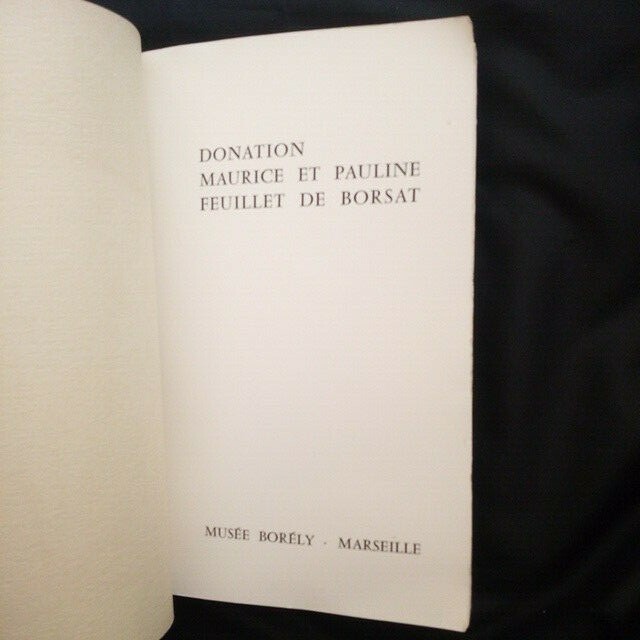 DONATION
MAURICE ET PAULINE
FEUILLET DE BORSAT
MUSÉE BORÉLY - MARSEILLE